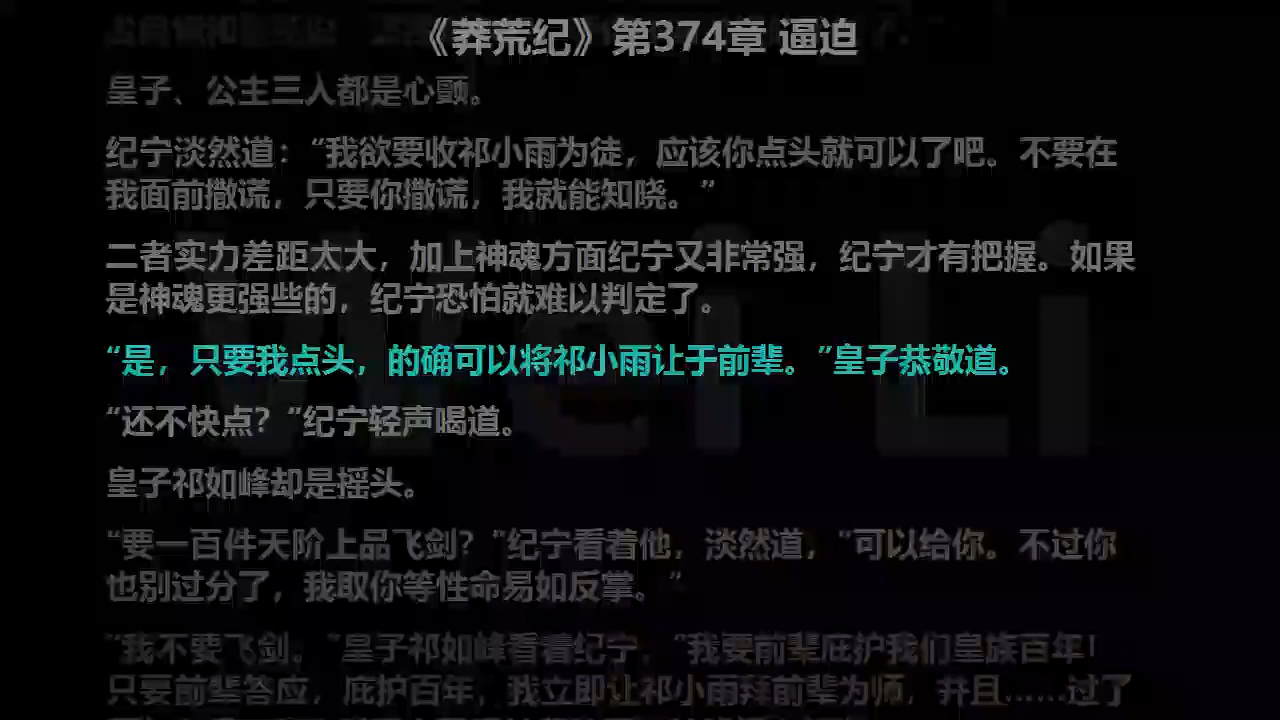 《莽荒纪》第374章 逼迫
皇子、公主三人都是心颤。
纪宁淡然道：“我欲要收祁小雨为徒，应该你点头就可以了吧。不要在
我面前撒谎，只要你撒谎，我就能知晓。”
二者实力差距太大，加上神魂方面纪宁又非常强，纪宁才有把握。如果
是神魂更强些的，纪宁恐怕就难以判定了。
“是，只要我点头，的确可以将祁小雨让于前辈。”皇子恭敬道。
“还不快点？”纪宁轻声喝道。
皇子祁如峰却是摇头。
“要一百件天阶上品飞剑？”纪宁看着他，淡然道，”可以给你。不过你
也别过分了，我取你等性命易如反掌。”
“我不要飞剑。”皇子祁如峰看着纪宁，“我要前辈庇护我们皇族百年！
只要前辈答应，庇护百年，我立即让祁小雨拜前辈为师，并且……过了
Wei Li